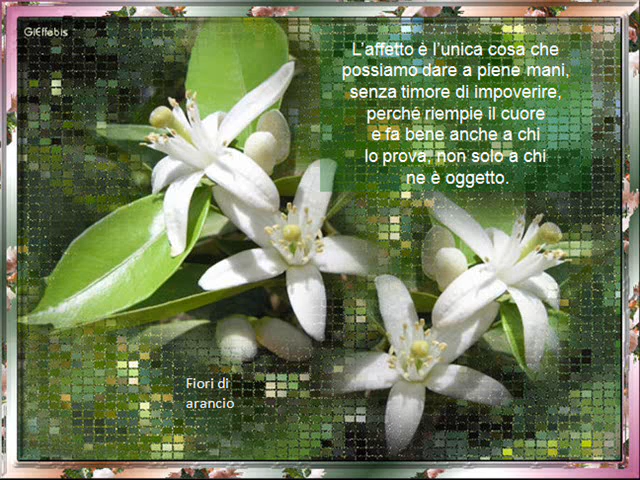 GiEffebis
L'affetto è l'unica cosa che
possiamo dare a piene mani,
senza timore di impoverire,
perché riempie il cuore
e fa bene anche a chi
lo prova, non solo a chi
ne è oggetto.
Fiori di
arancio